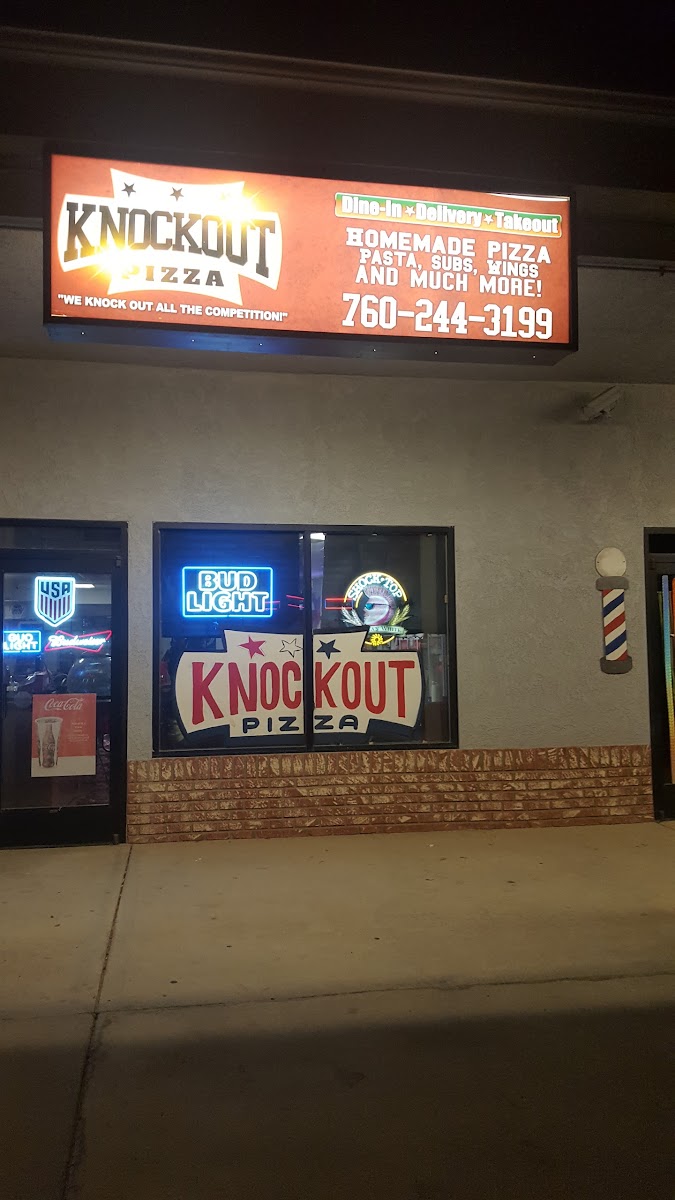 KNOCKOUT
PIZZA
"WE KNOCK OUT ALL THE COMPETITION!"
Dine-In ★ Delivery ★ Takeout
HOMEMADE PIZZA
PASTA, SUBS, WINGS
AND MUCH MORE!
760-244-3199
USA
BUD
LIGHT
Budweiser
Coca-Cola
BUD
LIGHT
SHOCK TOP
KNOCKOUT
PIZZA